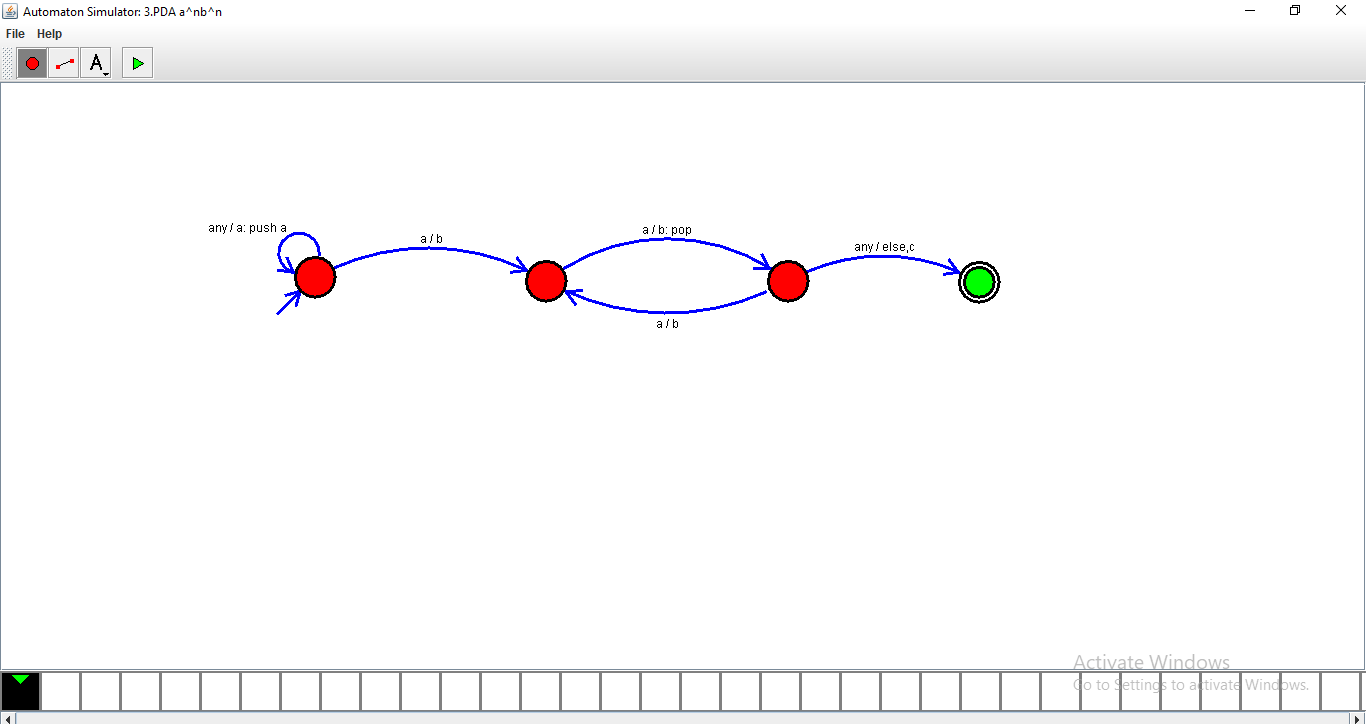 Automaton Simulator: 3.PDA a^nb^n
File Help
A
any / a: push a
a / b
a / b: pop
any / else,c
a / b
Activate Windows
Go to Settings to activate Windows.